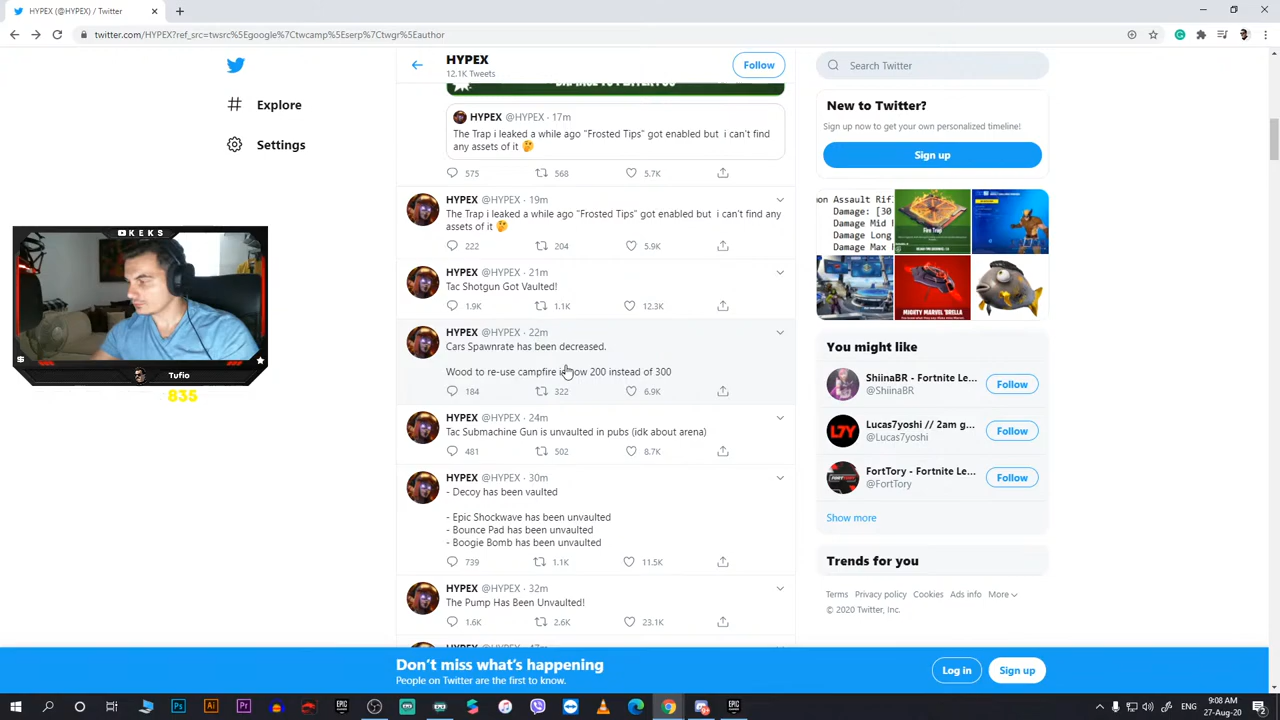 HYPEX (@HYPEX) / Twitter
twitter.com/HYPEX?ref_src=twsrc%5Egoogle%7Ctwcamp%5Eserp%7Ctwgr%5Eauthor
HYPEX
12.1K Tweets
Follow
Search Twitter
Explore
Settings
HYPEX @HYPEX · 17m
The Trap i leaked a while ago "Frosted Tips" got enabled but i can't find
any assets of it
575 568 5.7K
HYPEX @HYPEX · 19m
The Trap i leaked a while ago "Frosted Tips" got enabled but i can't find any
assets of it
222 204 5.9K
HYPEX @HYPEX · 21m
Tac Shotgun Got Vaulted!
1.9K 1.1K 12.3K
HYPEX @HYPEX · 22m
Cars Spawnrate has been decreased.
Wood to re-use campfire is now 200 instead of 300
184 322 6.9K
HYPEX @HYPEX · 24m
Tac Submachine Gun is unvaulted in pubs (idk about arena)
481 502 8.7K
HYPEX @HYPEX · 30m
- Decoy has been vaulted
- Epic Shockwave has been unvaulted
- Bounce Pad has been unvaulted
- Boogie Bomb has been unvaulted
739 1.1K 11.5K
HYPEX @HYPEX · 32m
The Pump Has Been Unvaulted!
1.6K 2.6K 23.1K
KEKS
Tufio
835
New to Twitter?
Sign up now to get your own personalized timeline!
Sign up
Damage: [30
Damage Mid
Damage Long
Damage Max
Fire Trap
MIGHTY MARVEL 'BRELLA
You might like
ShiinaBR - Fortnite Le...
@ShiinaBR
Follow
Lucas7yoshi // 2am g...
@Lucas7yoshi
Follow
L7Y
FortTory - Fortnite Le...
@FortTory
Follow
Show more
Trends for you
Terms Privacy policy Cookies Ads info More
© 2020 Twitter, Inc.
Don't miss what's happening
People on Twitter are the first to know.
Log in
Sign up
ENG
9:08 AM
27-Aug-20